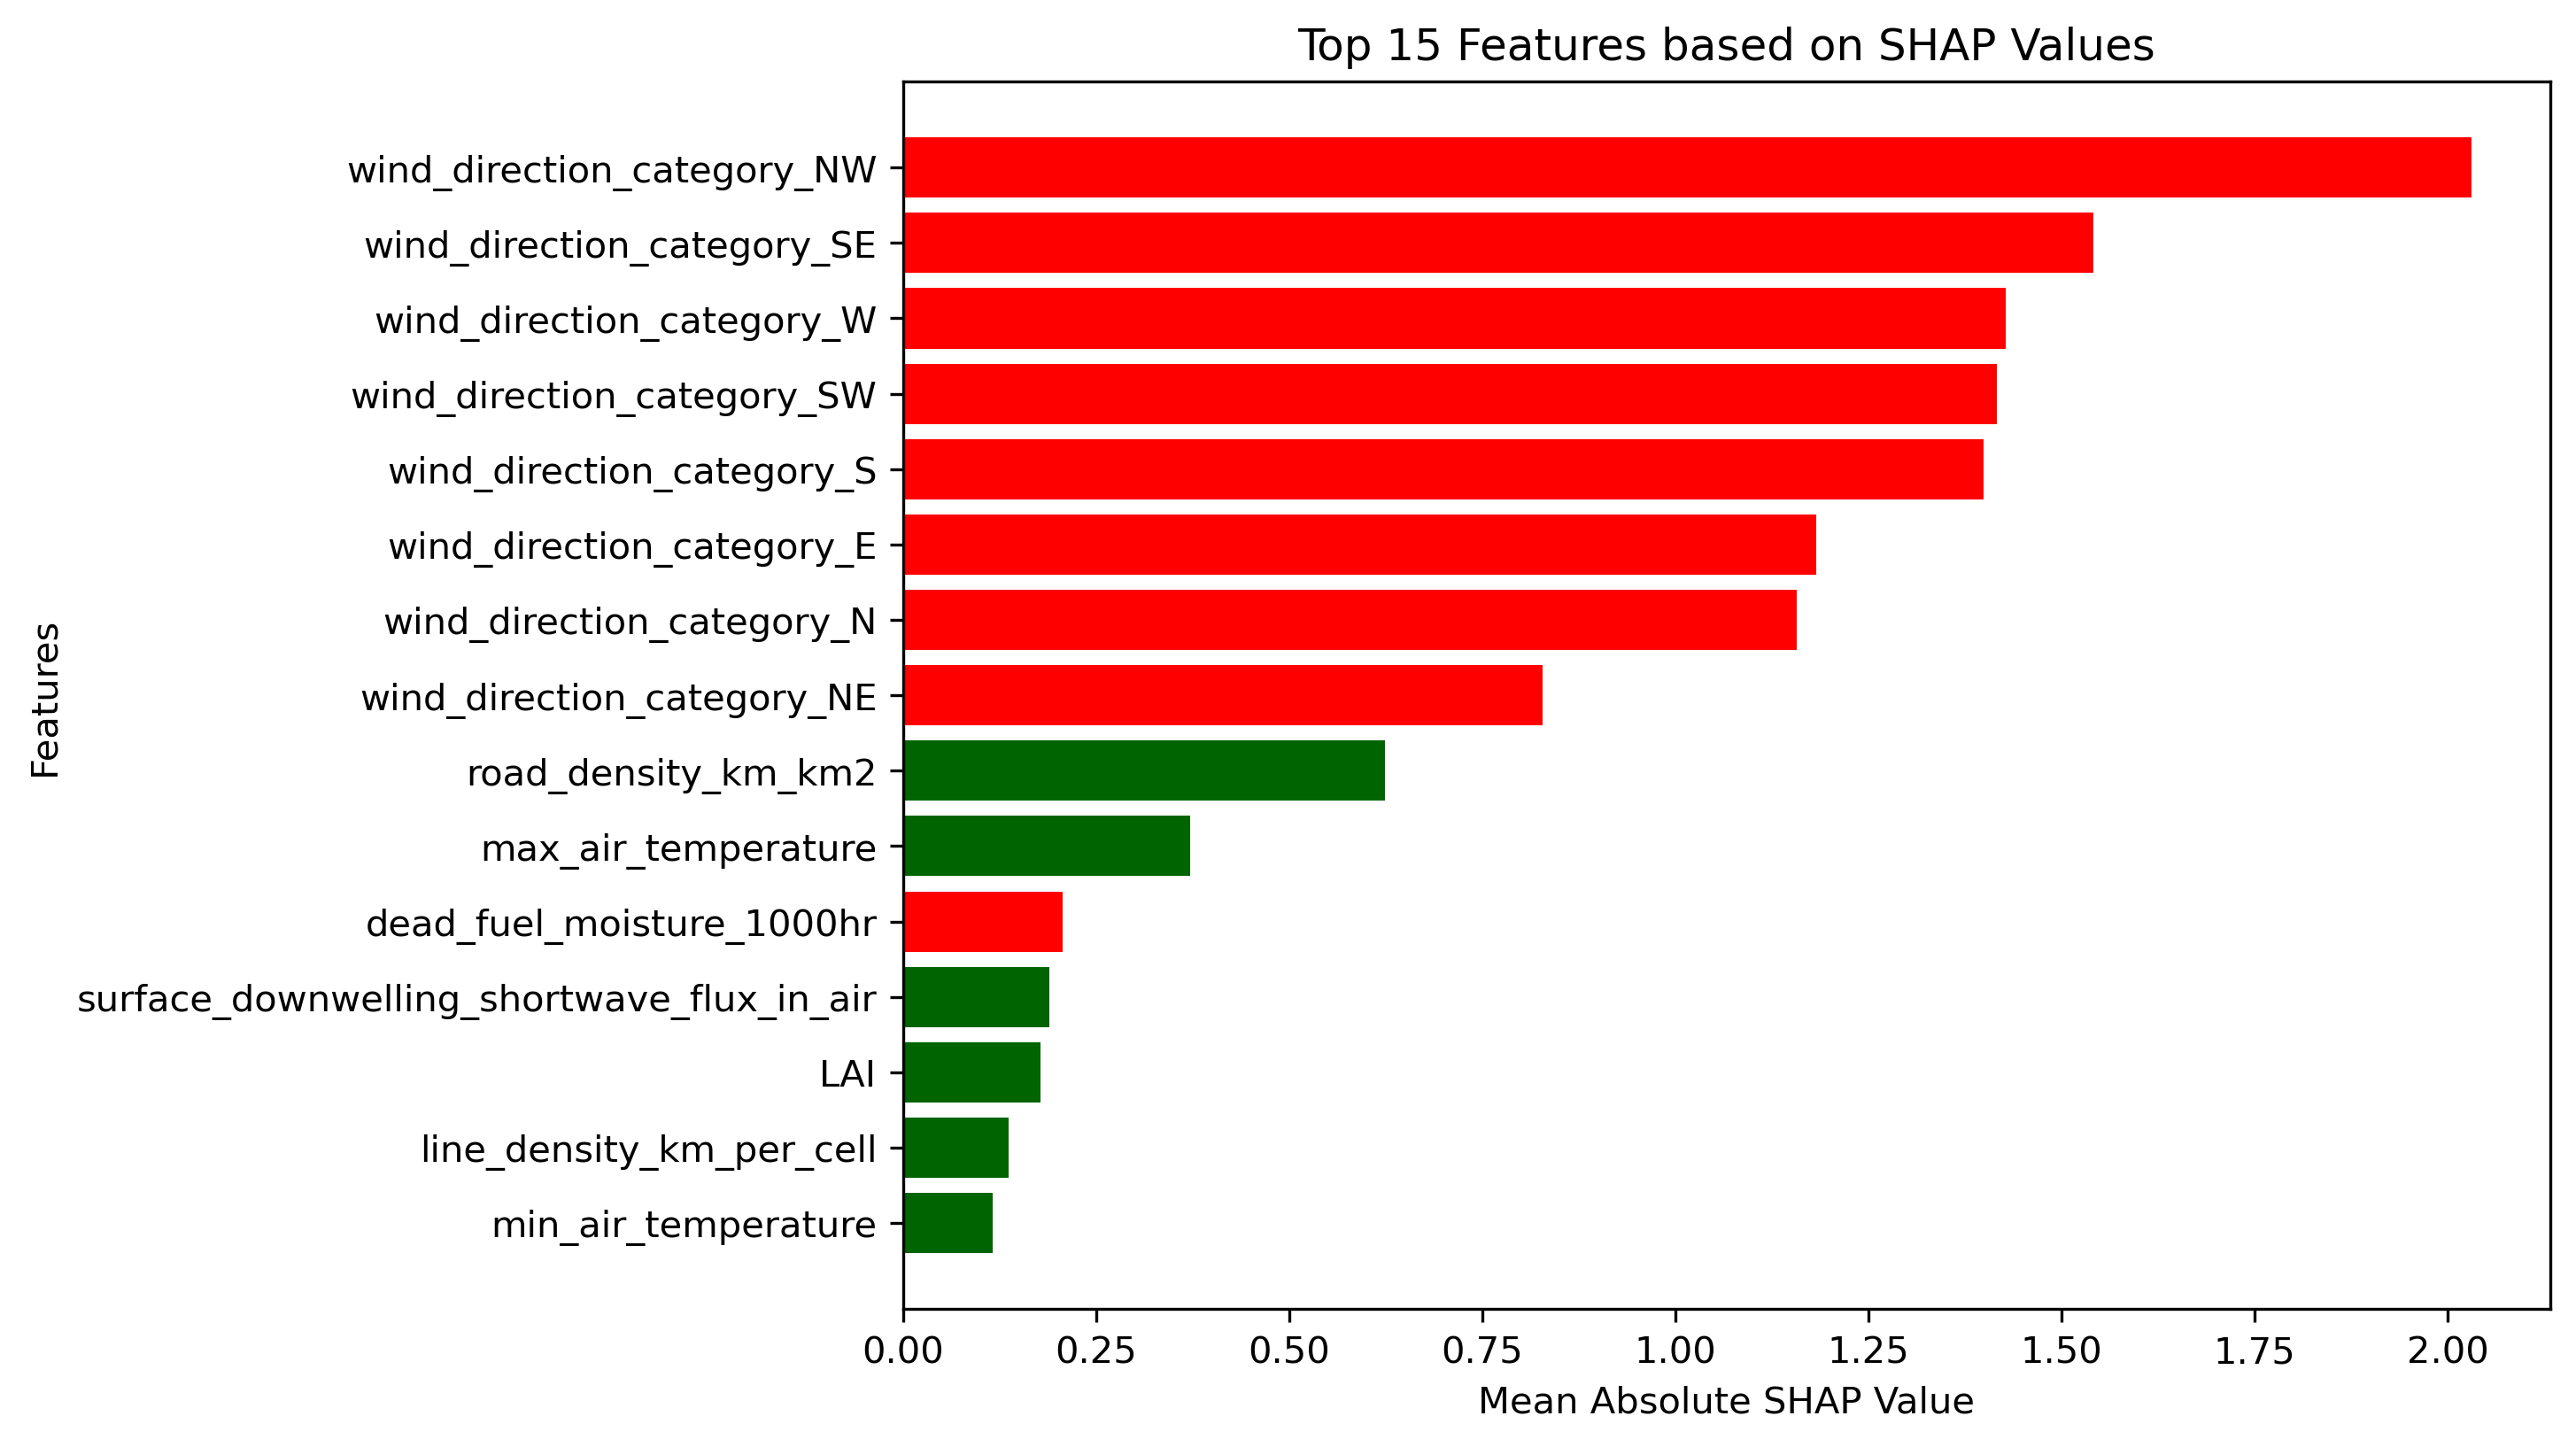 Top 15 Features based on SHAP Values
Features
wind_direction_category_NW
wind_direction_category_SE
wind_direction_category_W
wind_direction_category_SW
wind_direction_category_S
wind_direction_category_E
wind_direction_category_N
wind_direction_category_NE
road_density_km_km2
max_air_temperature
dead_fuel_moisture_1000hr
surface_downwelling_shortwave_flux_in_air
LAI
line_density_km_per_cell
min_air_temperature
0.00 0.25 0.50 0.75 1.00 1.25 1.50 1.75 2.00
Mean Absolute SHAP Value